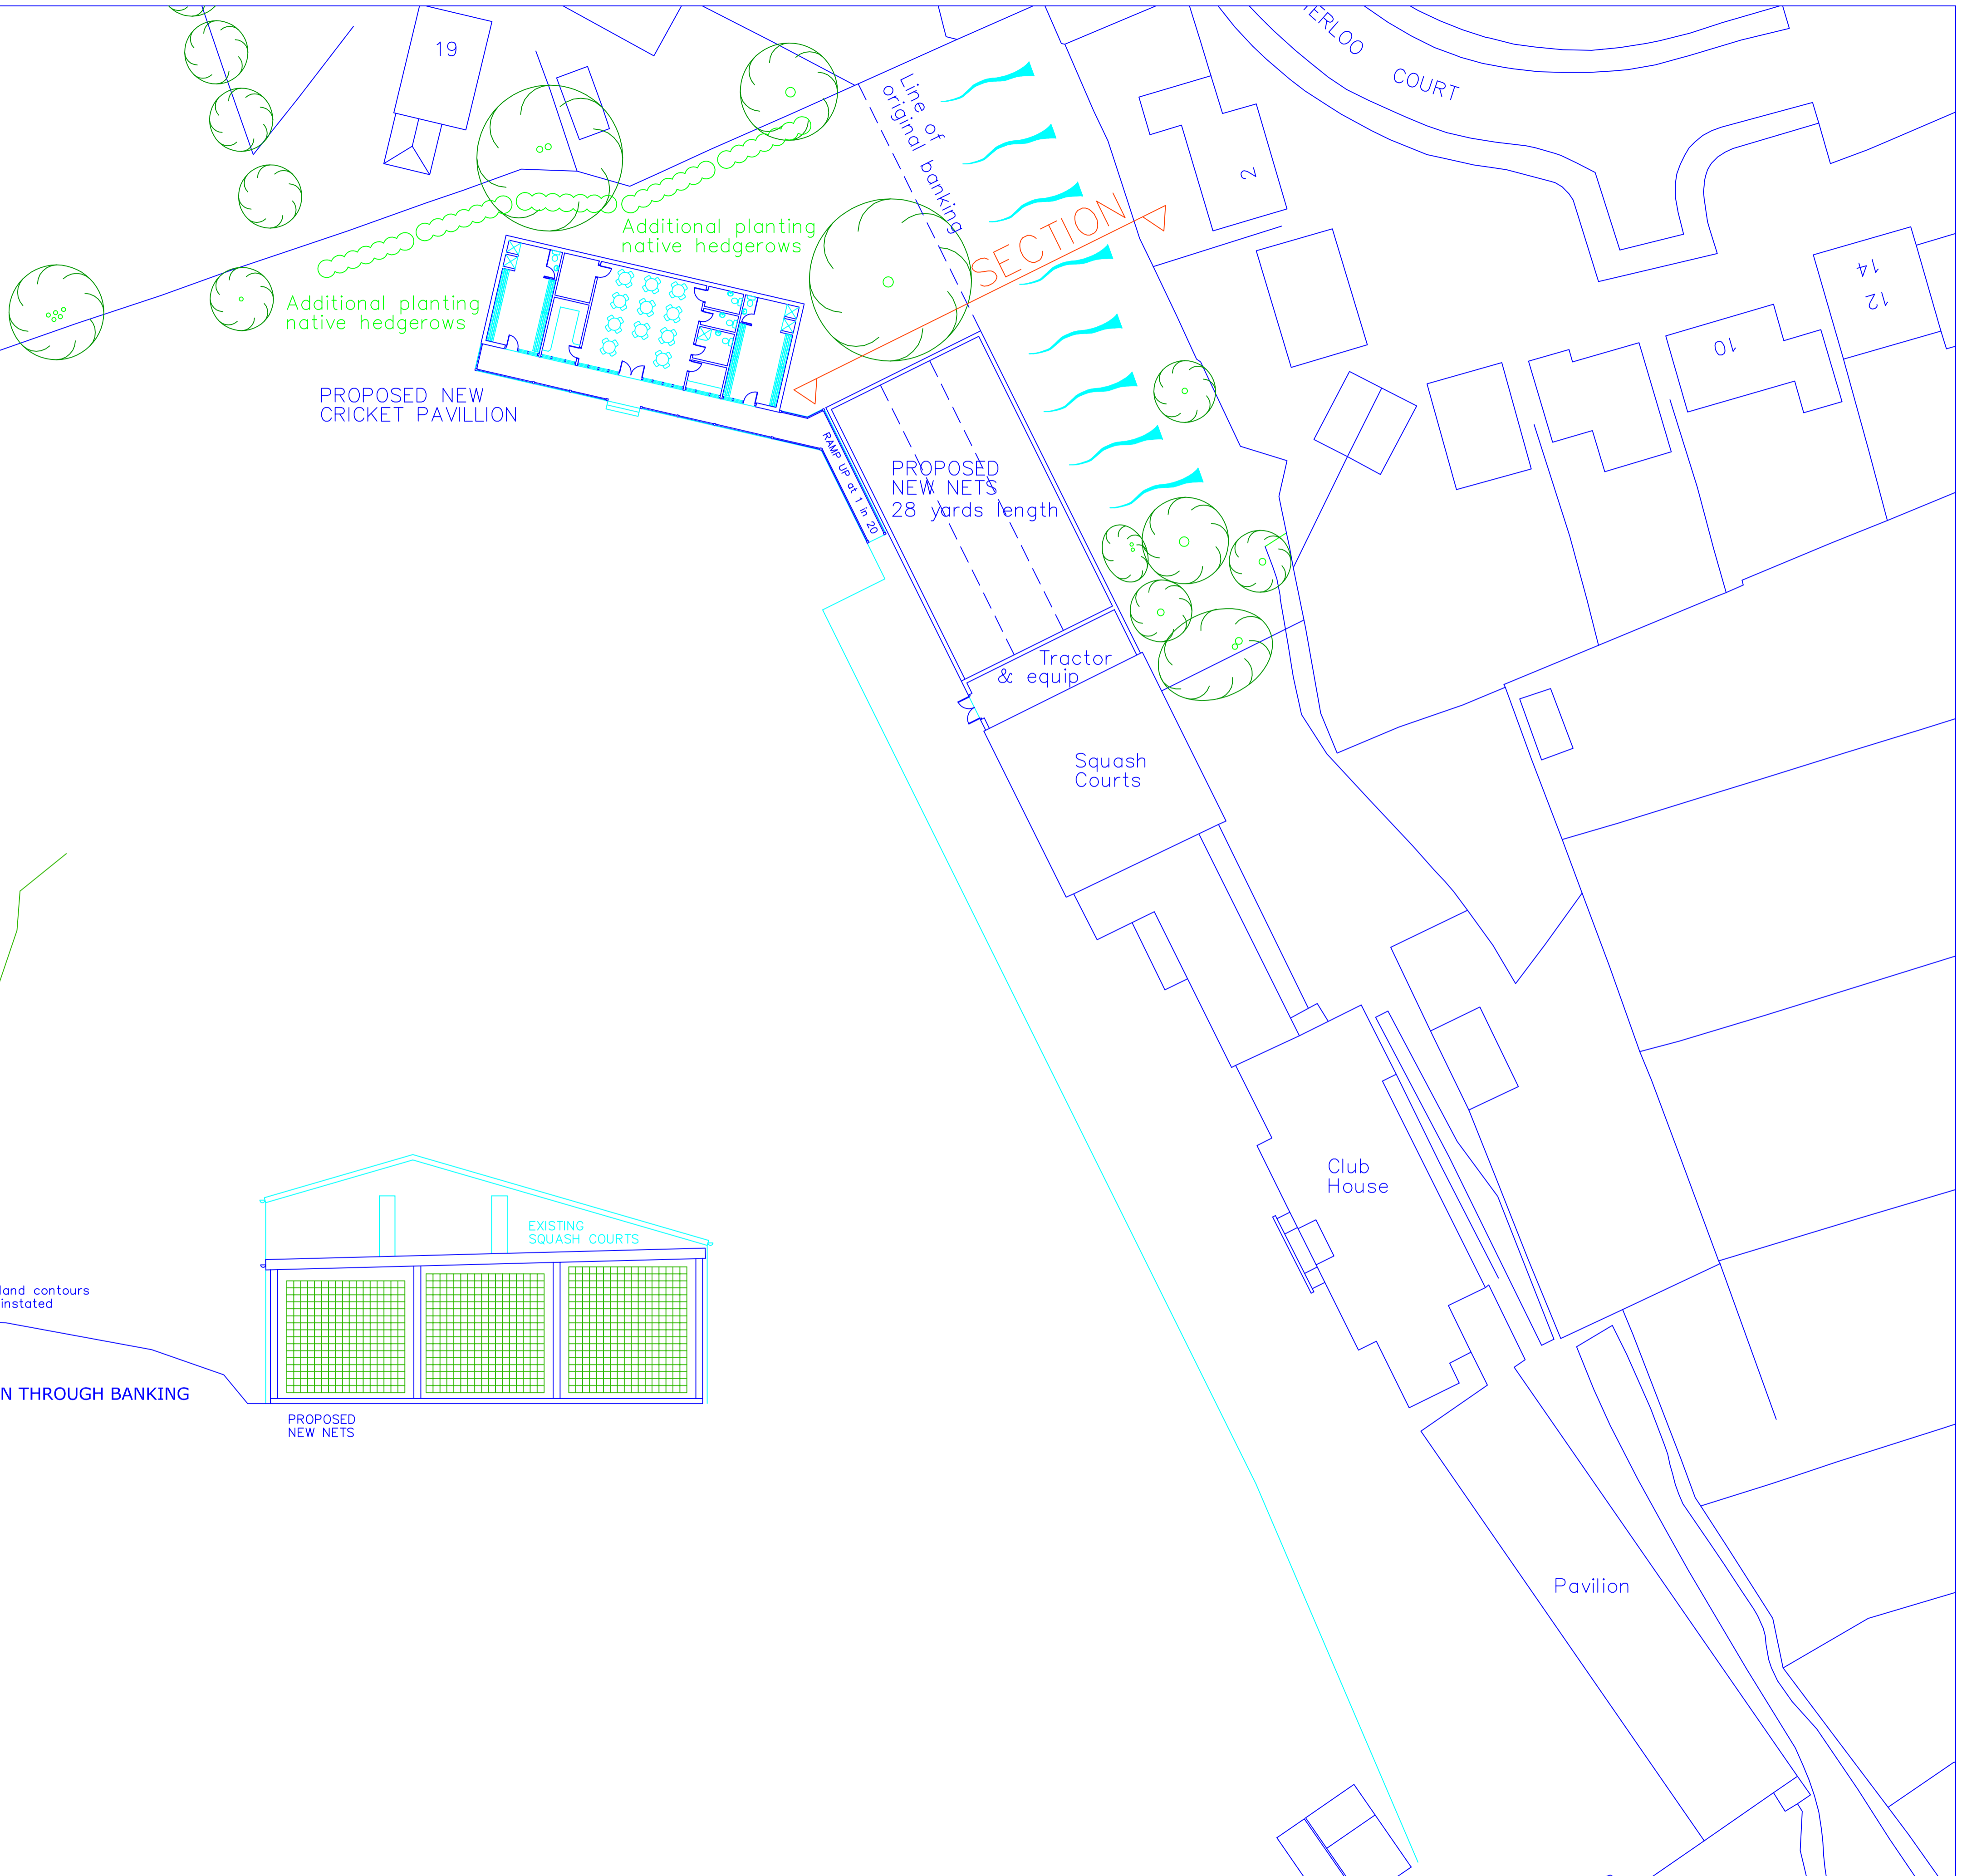 19
Line of
original banking
TERLOO COURT
2
SECTION
Additional planting
native hedgerows
Additional planting
native hedgerows
14
12
10
PROPOSED NEW
CRICKET PAVILLION
RAMP UP at 1 in 20
PROPOSED
NEW NETS
28 yards length
Tractor
& equip
Squash
Courts
Club
House
EXISTING
SQUASH COURTS
land contours
instated
N THROUGH BANKING
PROPOSED
NEW NETS
Pavilion